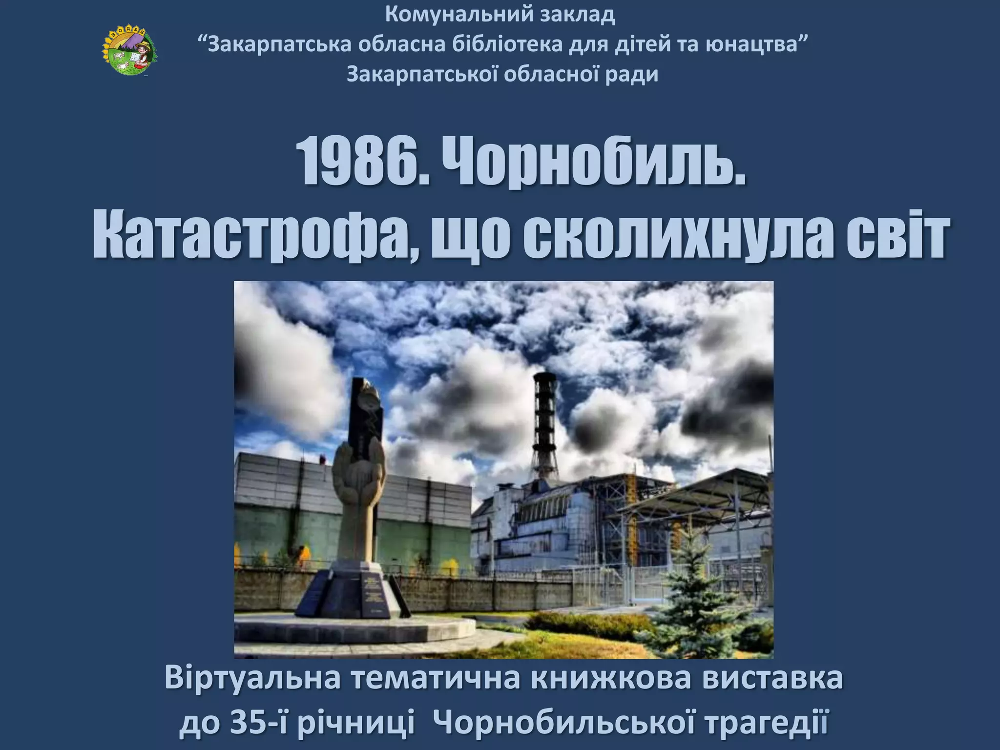 Комунальний заклад
“Закарпатська обласна бібліотека для дітей та юнацтва”
Закарпатської обласної ради
ЗОДЮБ
1986. Чорнобиль.
Катастрофа, що сколихнула світ
Віртуальна тематична книжкова виставка
до 35-ї річниці Чорнобильської трагедії